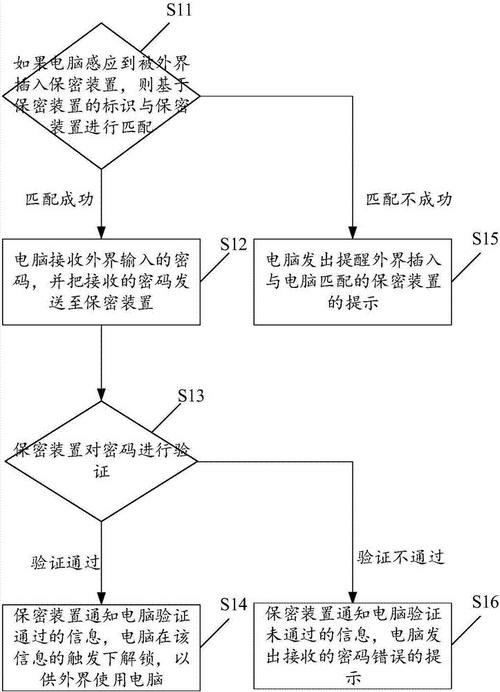 S11
如果电脑感应到被外界
插入保密装置，则基于
保密装置的标识与保密
装置进行匹配
匹配成功
匹配不成功
S12
电脑接收外界输入的密
码，并把接收的密码发
送至保密装置
S15
电脑发出提醒外界插入
与电脑匹配的保密装置
的提示
S13
保密装置对密码进行验
证
验证通过
验证不通过
S14
保密装置通知电脑验证
通过的信息，电脑在该
信息的触发下解锁，以
供外界使用电脑
S16
保密装置通知电脑验证
未通过的信息，电脑发
出接收的密码错误的提
示